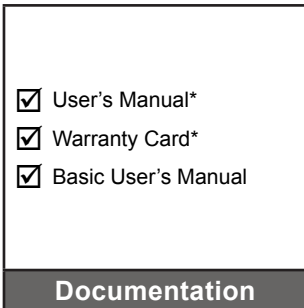 ☑ User’s Manual*
☑ Warranty Card*
☑ Basic User’s Manual
Documentation